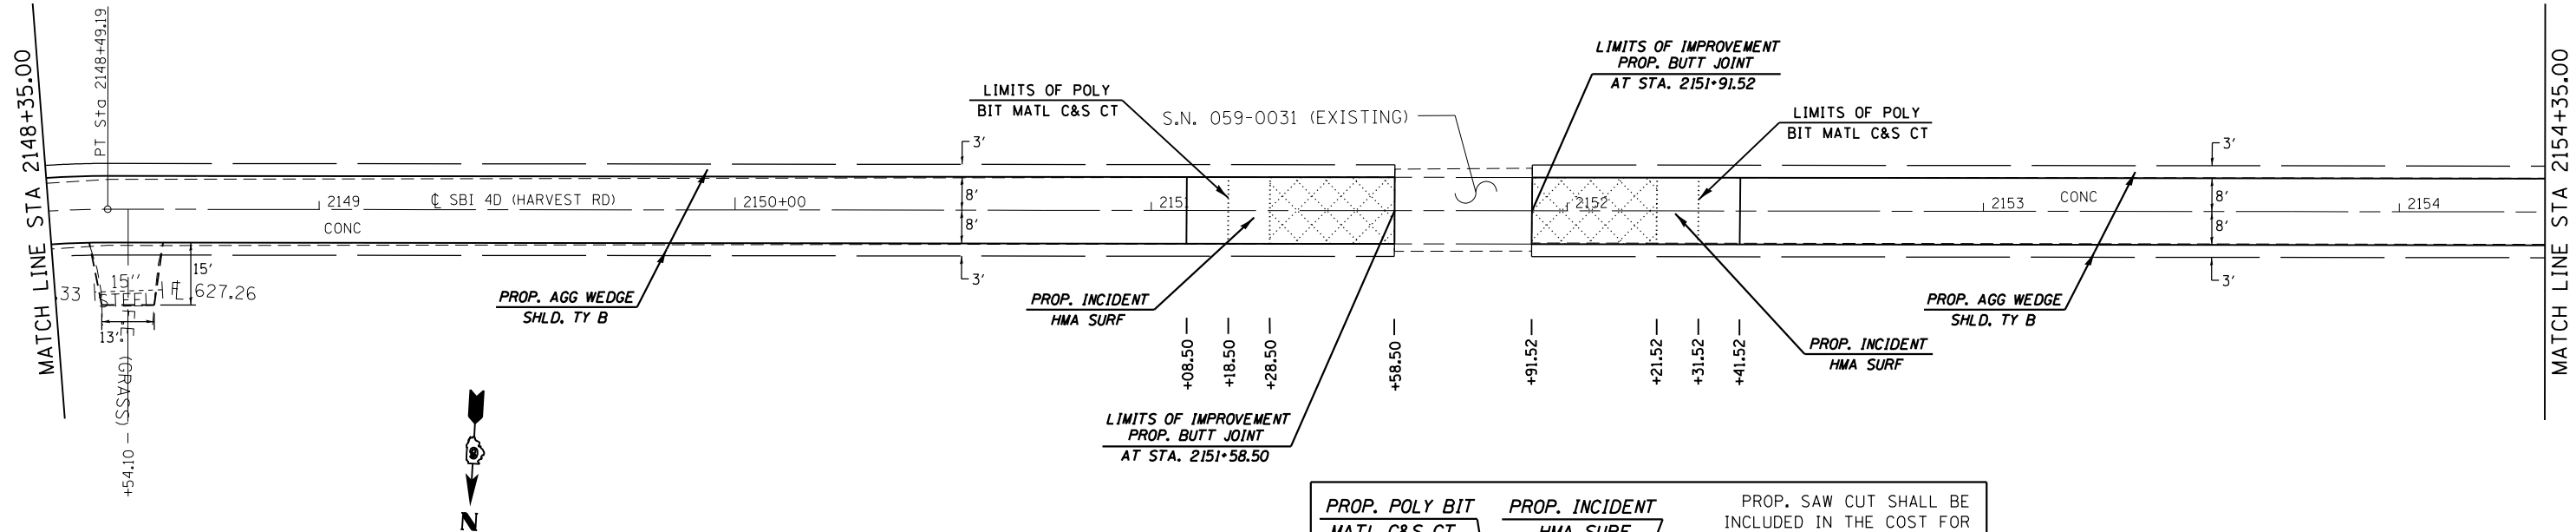 MATCH LINE STA 2148+35.00
PT Sta 2148+49.19
LIMITS OF IMPROVEMENT
PROP. BUTT JOINT
AT STA. 2151+91.52
LIMITS OF POLY
BIT MATL C&S CT
S.N. 059-0031 (EXISTING)
LIMITS OF POLY
BIT MATL C&S CT
MATCH LINE STA 2154+35.00
3'
3'
2149
℄ SBI 4D (HARVEST RD)
2150+00
8'
2151
2152
2153
CONC
8'
2154
CONC
8'
8'
15'
15"
STEEL
33
℄ 627.26
13'
F.E.
(GRASS)
+54.10
3'
3'
PROP. AGG WEDGE
SHLD. TY B
PROP. INCIDENT
HMA SURF
PROP. AGG WEDGE
SHLD. TY B
PROP. INCIDENT
HMA SURF
+08.50
+18.50
+28.50
+58.50
+91.52
+21.52
+31.52
+41.52
LIMITS OF IMPROVEMENT
PROP. BUTT JOINT
AT STA. 2151+58.50
9
N
PROP. POLY BIT
MATL C&S CT
PROP. INCIDENT
HMA SURF
PROP. SAW CUT SHALL BE
INCLUDED IN THE COST FOR